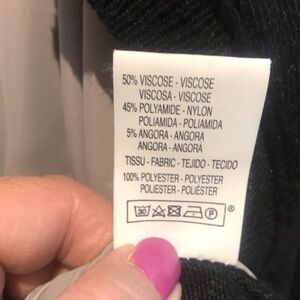 50% VISCOSE - VISCOSE
VISCOSA - VISCOSE
45% POLYAMIDE - NYLON
POLIAMIDA - POLIAMIDA
5% ANGORA - ANGORA
ANGORA - ANGORA
TISSU - FABRIC - TEJIDO - TECIDO
100% POLYESTER - POLYESTER
POLIESTER - POLIÉSTER
P ®